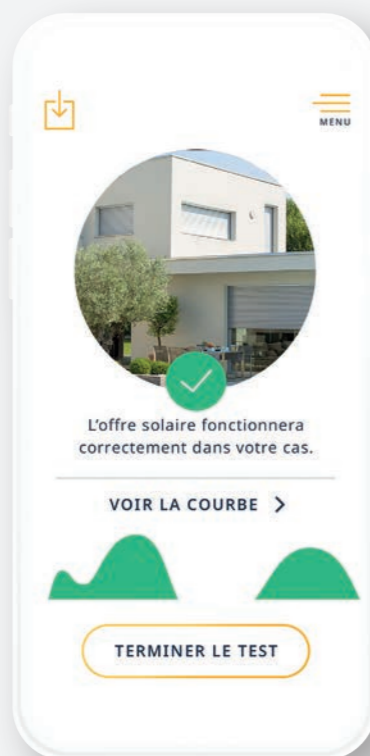 MENU
L'offre solaire fonctionnera
correctement dans votre cas.
VOIR LA COURBE
TERMINER LE TEST